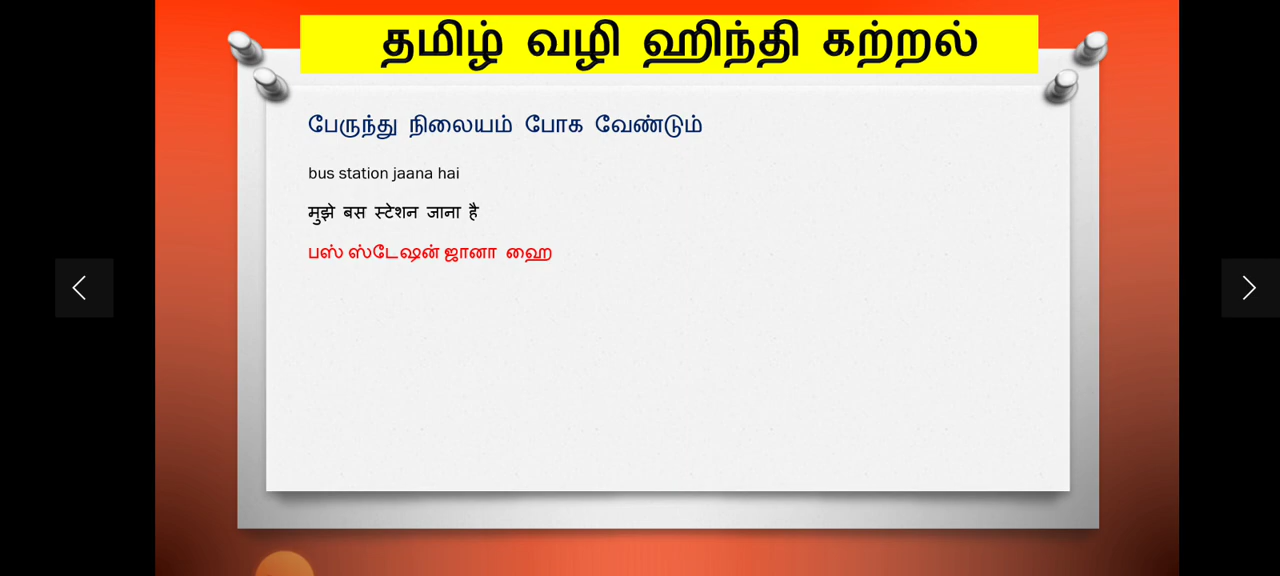 தமிழ் வழி ஹிந்தி கற்றல்
பேருந்து நிலையம் போக வேண்டும்
bus station jaana hai
मुझे बस स्टेशन जाना है
பஸ் ஸ்டேஷன் ஜானா ஹை